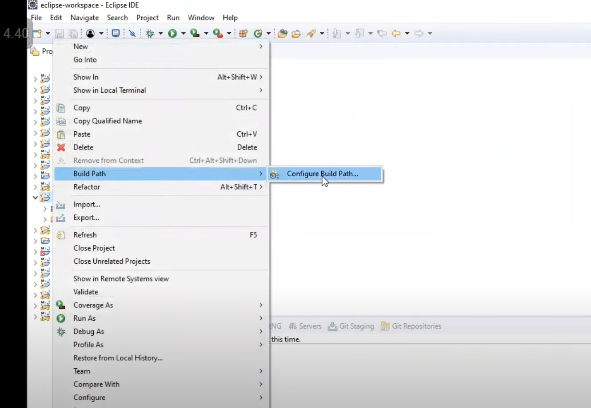 eclipse-workspace - Eclipse IDE
File Edit Navigate Search Project Run Window Help
4.40
New
Go Into
Show In Alt+Shift+W
Show in Local Terminal
Copy Ctrl+C
Copy Qualified Name
Paste Ctrl+V
Delete Delete
Remove from Context Ctrl+Alt+Shift+Down
Build Path Configure Build Path...
Refactor Alt+Shift+T
Import...
Export...
Refresh F5
Close Project
Close Unrelated Projects
Show in Remote Systems view
Validate
Coverage As
Run As
NG Servers Git Staging Git Repositories
Debug As
this time.
Profile As
Restore from Local History...
Team
Compare With
Configure